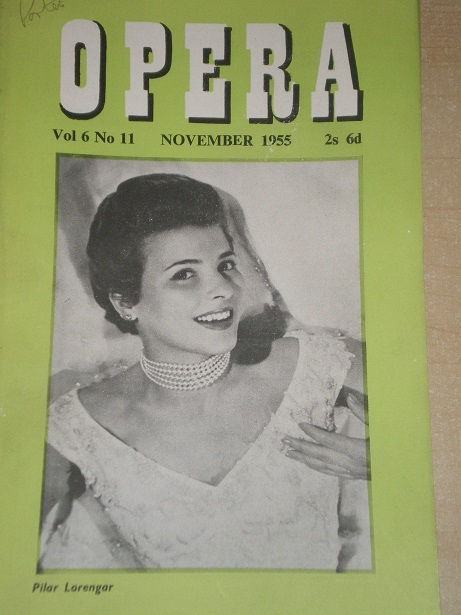 OPERA
Vol 6 No 11 NOVEMBER 1955 2s 6d
Pilar Lorengar